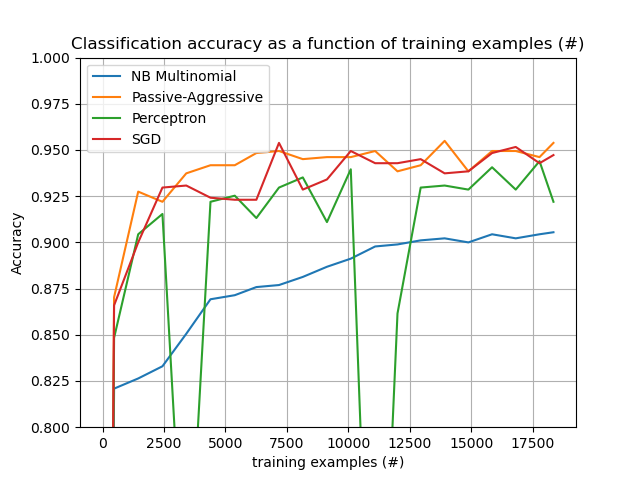 Classification accuracy as a function of training examples (#)
1.000
0.975
0.950
0.925
0.900
0.875
0.850
0.825
0.800
Accuracy
NB Multinomial
Passive-Aggressive
Perceptron
SGD
0 2500 5000 7500 10000 12500 15000 17500
training examples (#)